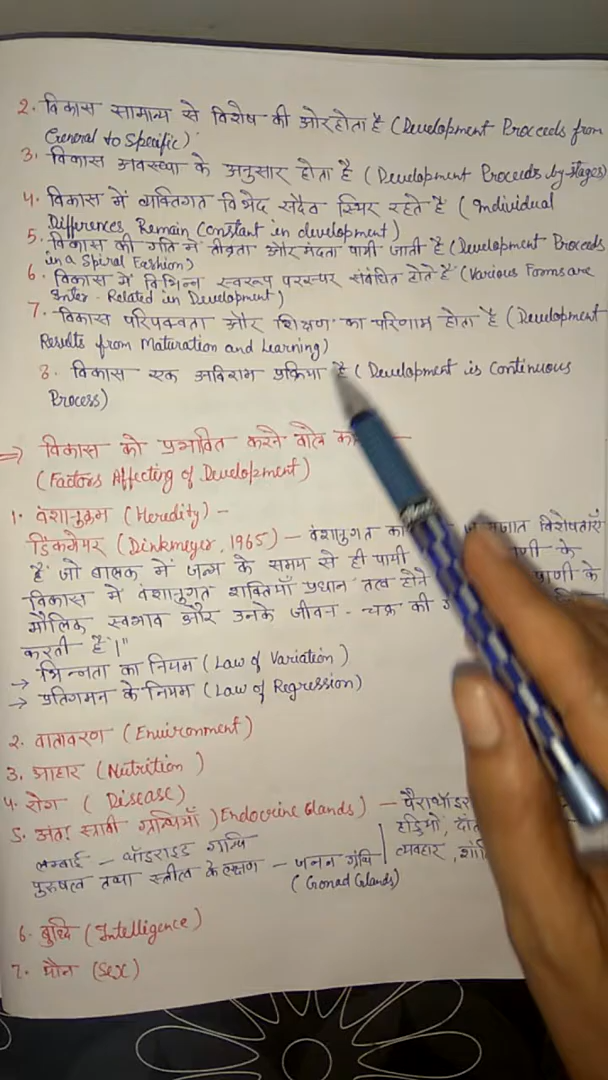 2. विकास सामान्य से विशेष की ओर होता है (Development Proceeds from
General to Specific)
3. विकास अवस्था के अनुसार होता है (Development Proceeds by stages)
4. विकास में व्यक्तिगत विभेद सदैव स्थिर रहते है (Individual
Differences Remain Constant in development)
5. विकास की गति में तीव्रता और मंदता पायी जाती है (Development Proceeds
in a Spiral Fashion)
6. विकास में विभिन्न स्वरूप परस्पर संबंधित होते है (Various Forms are
Inter-Related in Development)
7. विकास परिपक्वता और शिक्षण का परिणाम होता है (Development
Results from Maturation and Learning)
8. विकास एक अविराम प्रक्रिया है (Development is Continuous
Process)
=> विकास को प्रभावित करने वाले
(Factors Affecting of Development)
1. वंशानुक्रम (Heredity) -
डिंकमेयर (Dinkmeyer, 1965) - वंशानुगत विशेषताएँ
है जो बालक में जन्म के समय से ही पायी के
विकास में वंशानुगत शक्तियाँ प्रधान तत्व होने प्राणी के
मौलिक स्वभाव और उनके जीवन - चक्र की
करती है।"
→ भिन्नता का नियम (Law of Variation)
→ प्रतिगमन के नियम (Law of Regression)
2. वातावरण (Environment)
3. आहार (Nutrition)
4. रोग (Disease)
5. अंतः स्रावी ग्रन्थियाँ) Endocrine Glands) -
लम्बाई - थॉइराइड ग्रन्थि हड्डियों,
पुरुषत्व तथा स्त्रीत्व के लक्षण - जनन ग्रंथि व्यवहार,
(Gonad Glands)
6. बुद्धि (Intelligence)
7. यौन (Sex)